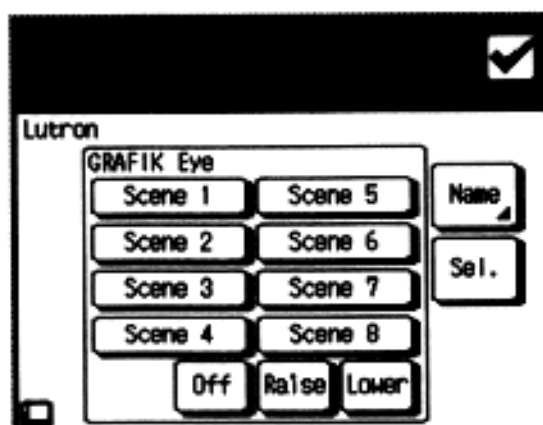 Lutron
GRAFIK Eye
Scene 1 Scene 5 Name
Scene 2 Scene 6
Scene 3 Scene 7 Sel.
Scene 4 Scene 8
Off Raise Lower